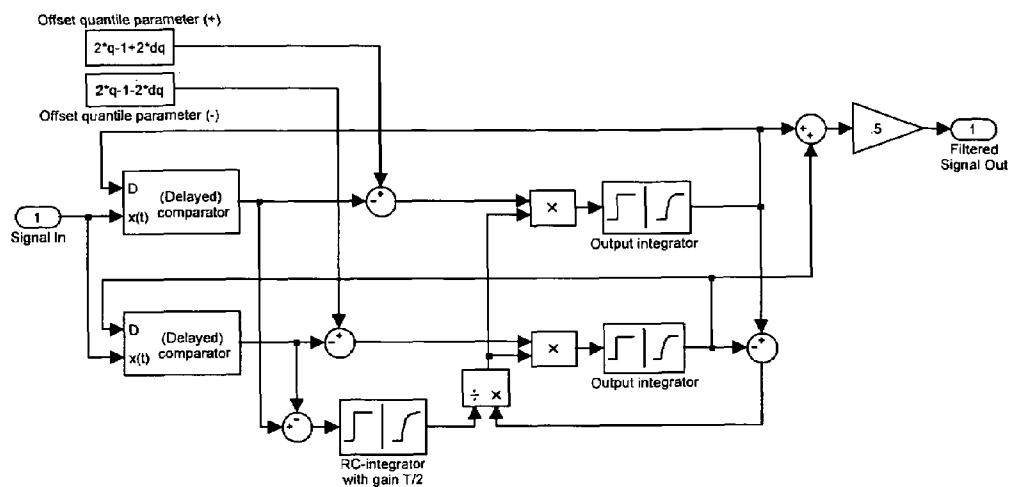 Offset quantile parameter (+)
2*q-1+2*dq
2*q-1-2*dq
Offset quantile parameter (-)
.5
1
Filtered
Signal Out
D
x(t)
(Delayed)
comparator
1
Signal In
-
+
×
Output integrator
+
+
D
x(t)
(Delayed)
comparator
-
+
×
Output integrator
-
+
÷ ×
+
-
RC-integrator
with gain T/2